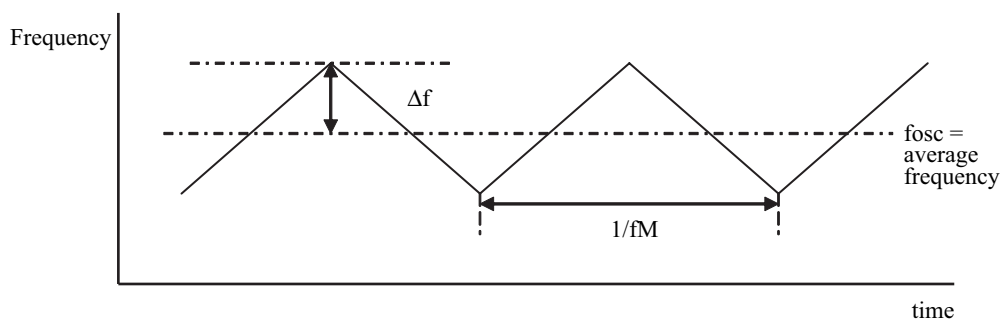 Frequency
Δf
fosc =
average
frequency
1/fM
time